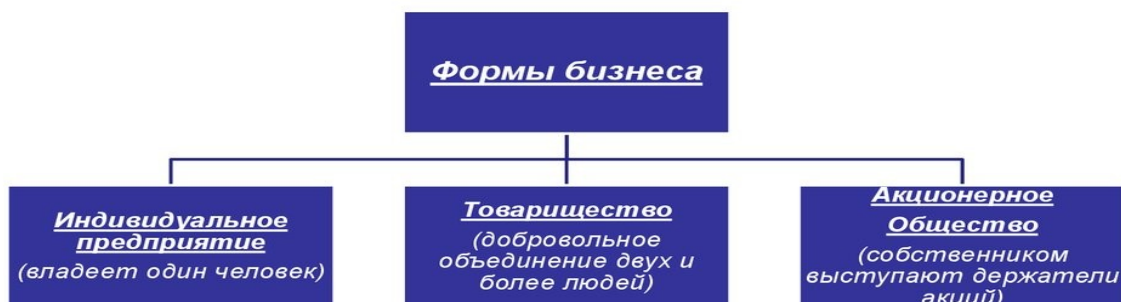 Формы бизнеса
Индивидуальное
предприятие
(владеет один человек)
Товарищество
(добровольное
объединение двух и
более людей)
Акционерное
Общество
(собственником
выступают держатели
акций)